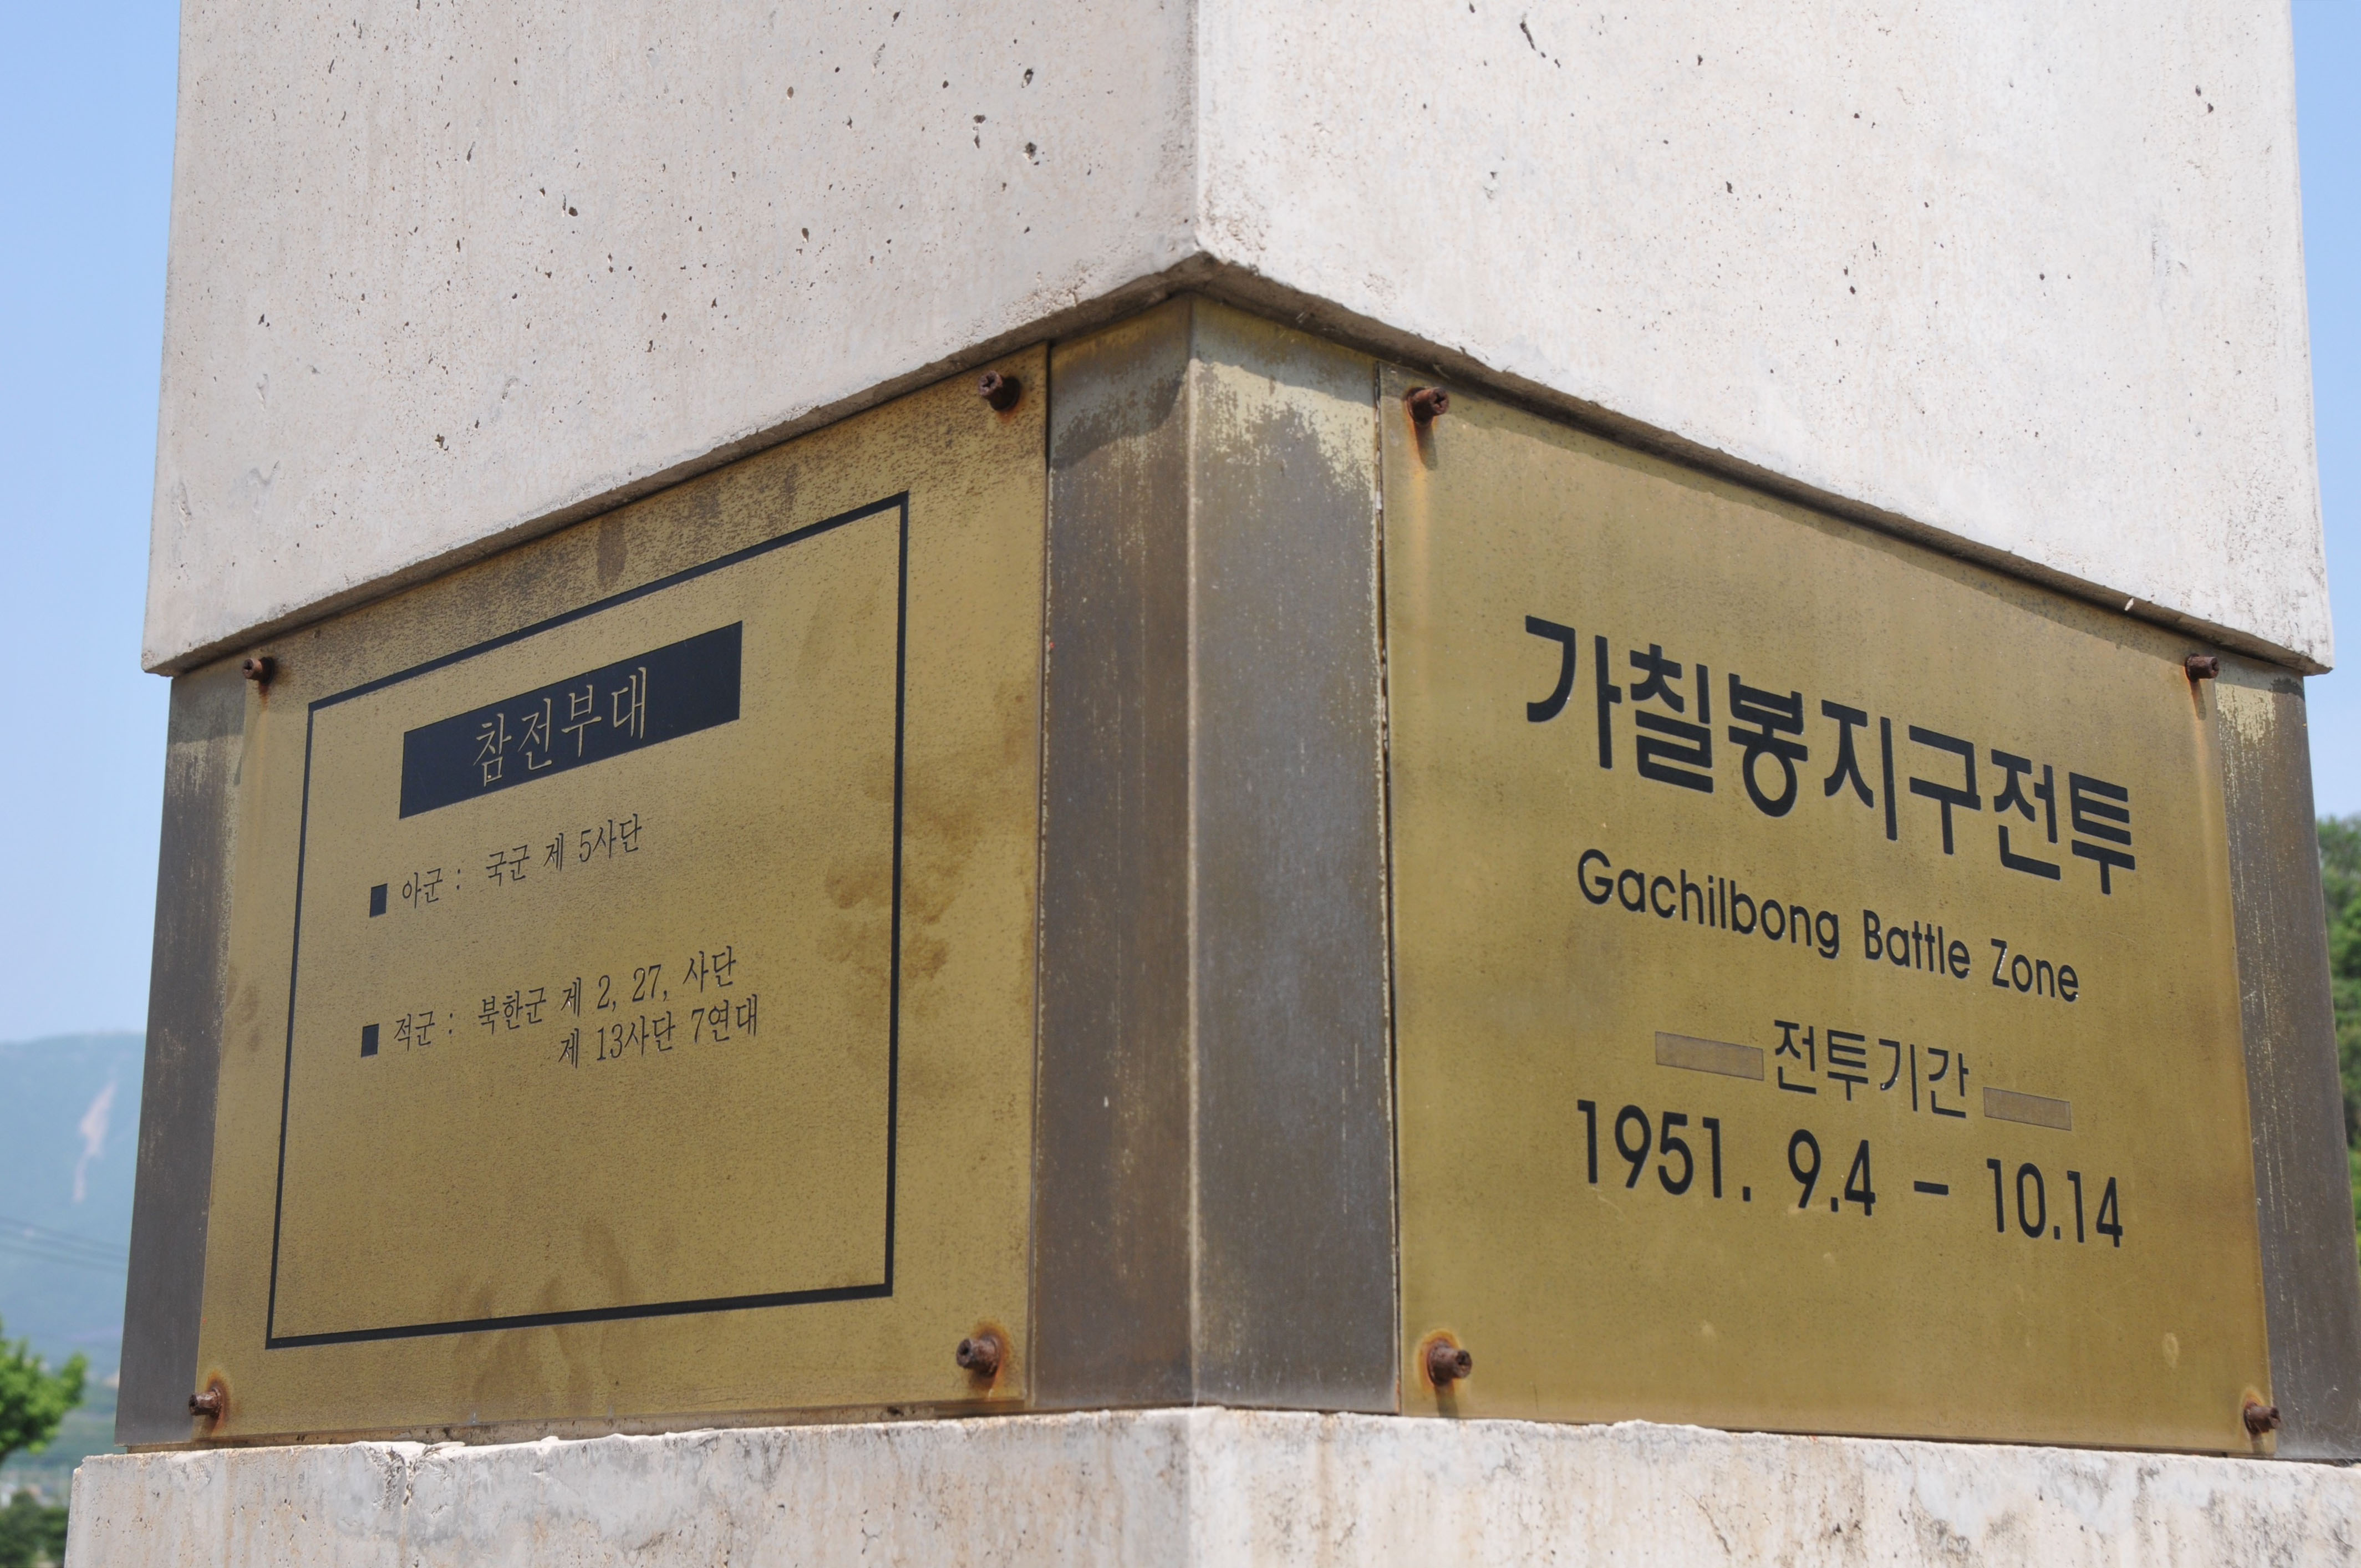 참전부대
■ 아군 : 국군 제 5사단
■ 적군 : 북한군 제 2, 27, 사단
제 13사단 7연대
가칠봉지구전투
Gachilbong Battle Zone
전투기간
1951. 9.4 - 10.14